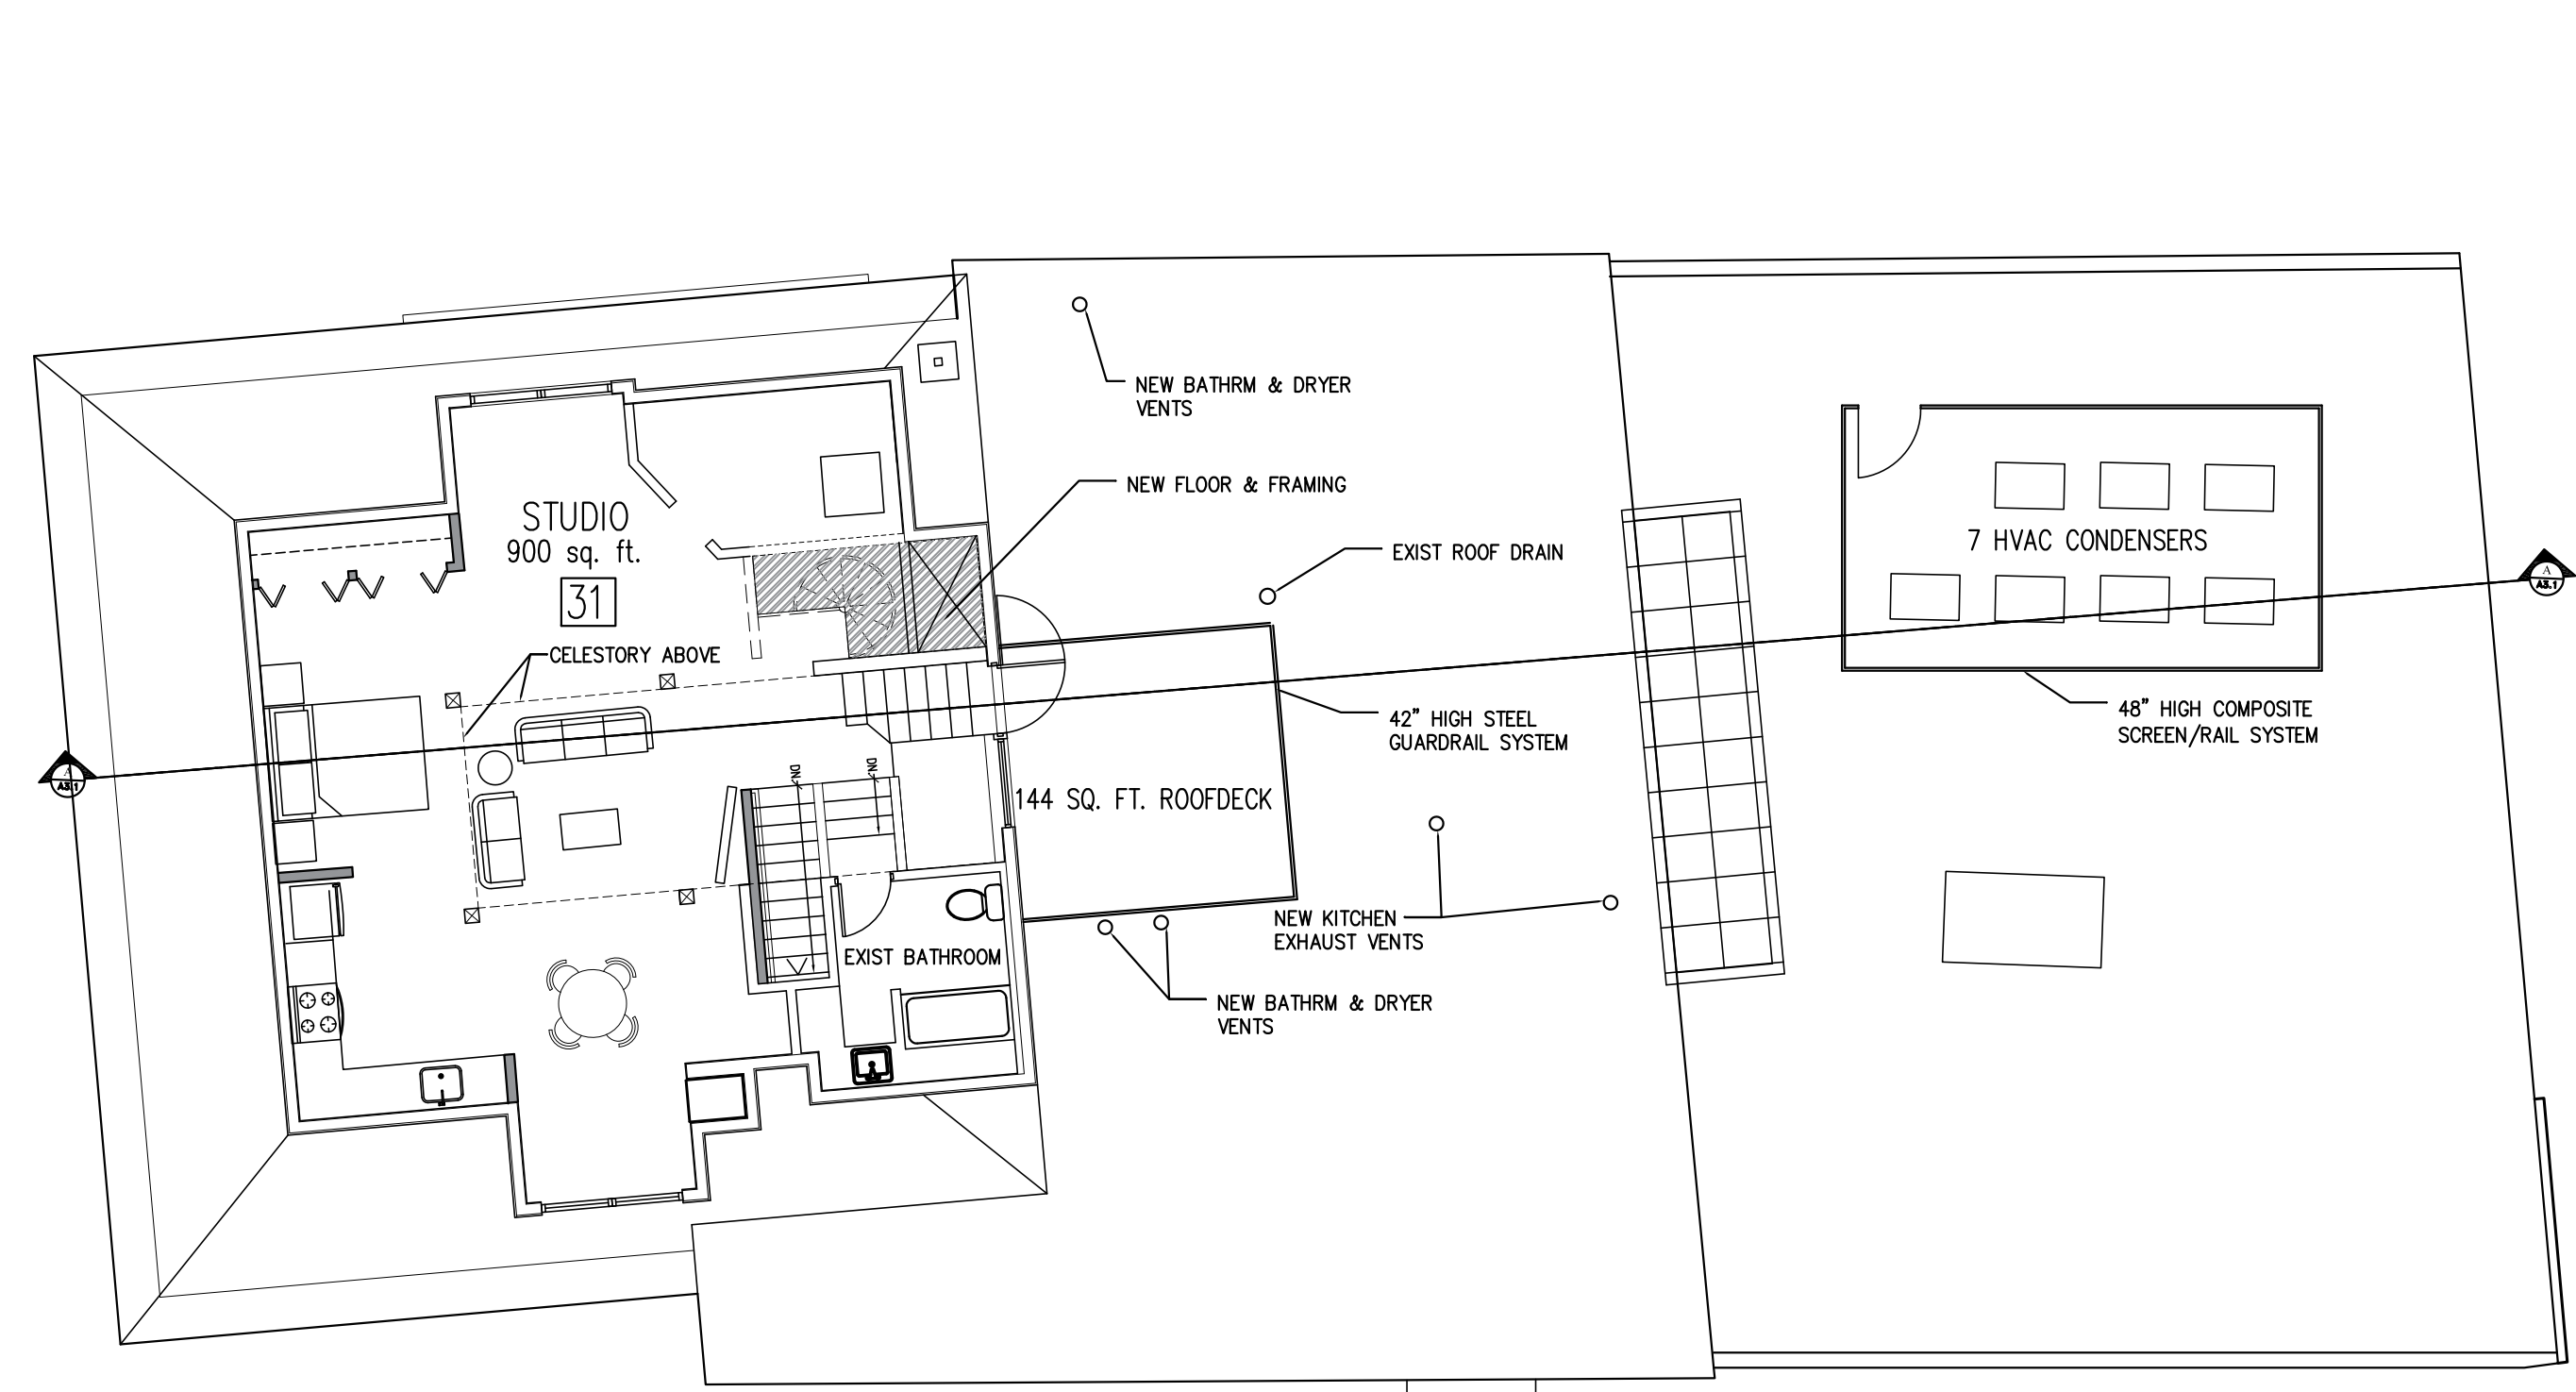 NEW BATHRM & DRYER
VENTS
NEW FLOOR & FRAMING
STUDIO
900 sq. ft.
31
EXIST ROOF DRAIN
7 HVAC CONDENSERS
A
A3.1
CELESTORY ABOVE
42” HIGH STEEL
GUARDRAIL SYSTEM
48” HIGH COMPOSITE
SCREEN/RAIL SYSTEM
A
A3.1
DN.
DN.
144 SQ. FT. ROOFDECK
NEW KITCHEN
EXHAUST VENTS
EXIST BATHROOM
NEW BATHRM & DRYER
VENTS